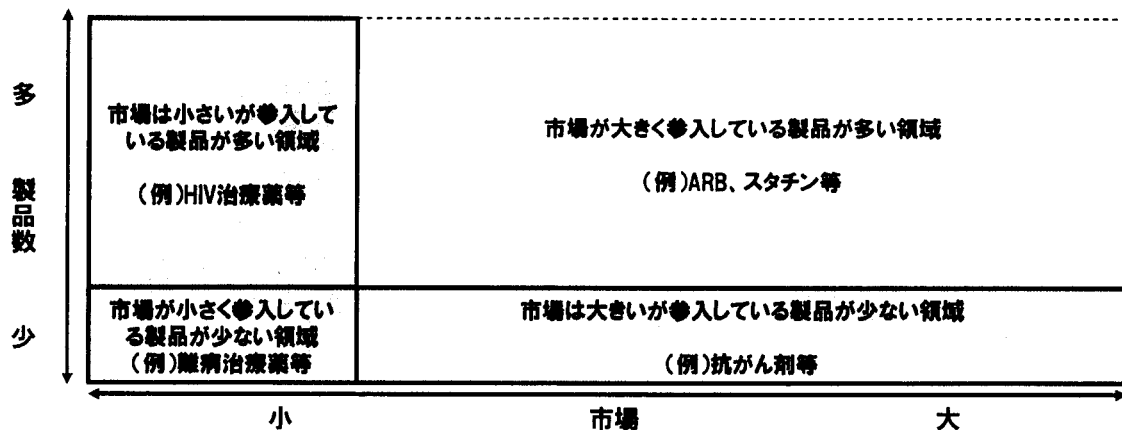 多
製品数
少
市場は小さいが参入して
いる製品が多い領域
(例)HIV治療薬等
市場が大きく参入している製品が多い領域
(例)ARB、スタチン等
市場が小さく参入してい
る製品が少ない領域
(例)難病治療薬等
市場は大きいが参入している製品が少ない領域
(例)抗がん剤等
小
市場
大